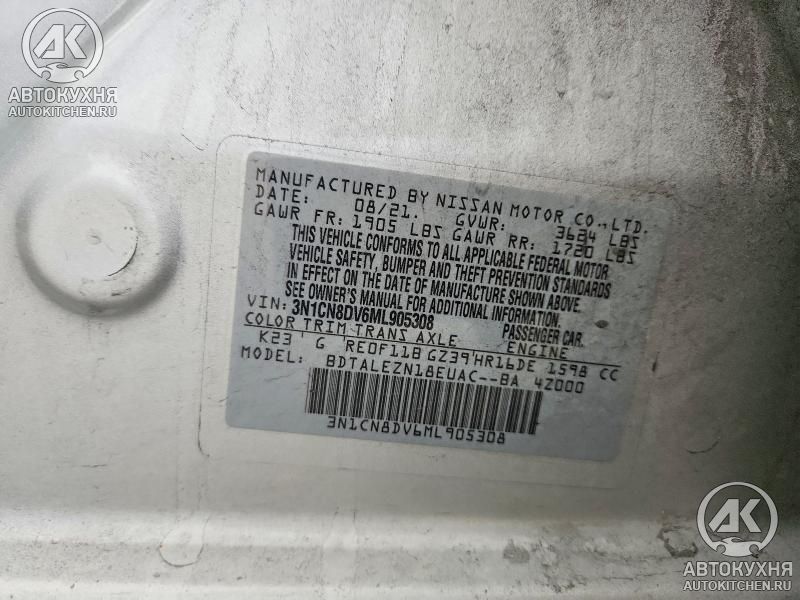 АК
АВТОКУХНЯ
AUTOKITCHEN.RU
MANUFACTURED BY NISSAN MOTOR CO.,LTD.
DATE: 08/21. GVWR: 3624 LBS
GAWR FR: 1905 LBS GAWR RR: 1720 LBS
THIS VEHICLE CONFORMS TO ALL APPLICABLE FEDERAL MOTOR
VEHICLE SAFETY, BUMPER AND THEFT PREVENTION STANDARDS
IN EFFECT ON THE DATE OF MANUFACTURE SHOWN ABOVE.
SEE OWNER'S MANUAL FOR ADDITIONAL INFORMATION.
VIN: 3N1CN8DV6ML905308 PASSENGER CAR.
COLOR TRIM TRANS AXLE ENGINE
K23 G RE0F11B GZ39 HR16DE 1598 CC
MODEL: BDTALEZN18EUAC--BA 4Z000
3N1CN8DV6ML905308
АК
АВТОКУХНЯ
AUTOKITCHEN.RU